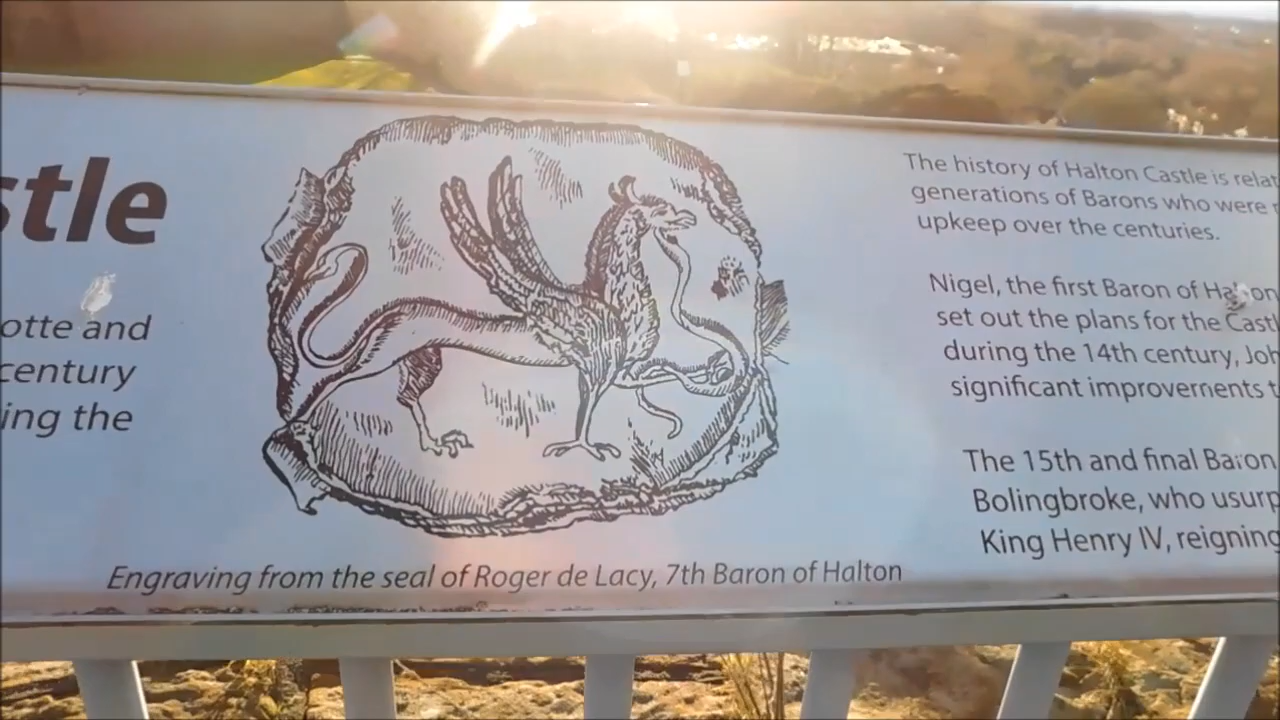 stle
otte and
century
ing the
Engraving from the seal of Roger de Lacy, 7th Baron of Halton
The history of Halton Castle is relat
generations of Barons who were
upkeep over the centuries.
Nigel, the first Baron of Halton
set out the plans for the Castl
during the 14th century, Joh
significant improvements t
The 15th and final Baron
Bolingbroke, who usurp
King Henry IV, reigning